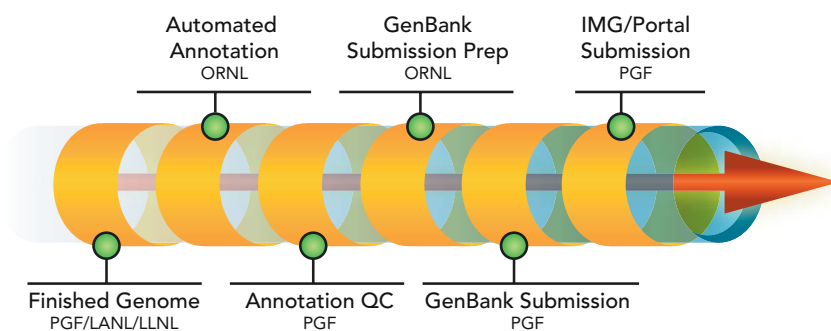 Automated
Annotation
ORNL
GenBank
Submission Prep
ORNL
IMG/Portal
Submission
PGF
Finished Genome
PGF/LANL/LLNL
Annotation QC
PGF
GenBank Submission
PGF